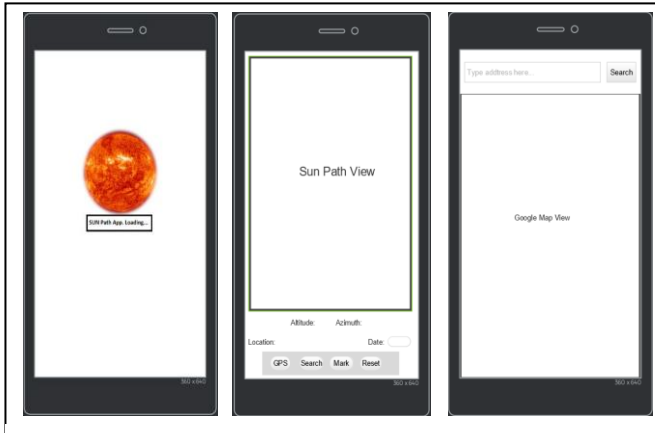 SUN Path App. Loading...
360 x 640
Sun Path View
Altitude: Azimuth:
Location: Date:
GPS Search Mark Reset
360 x 640
Type address here... Search
Google Map View
360 x 640